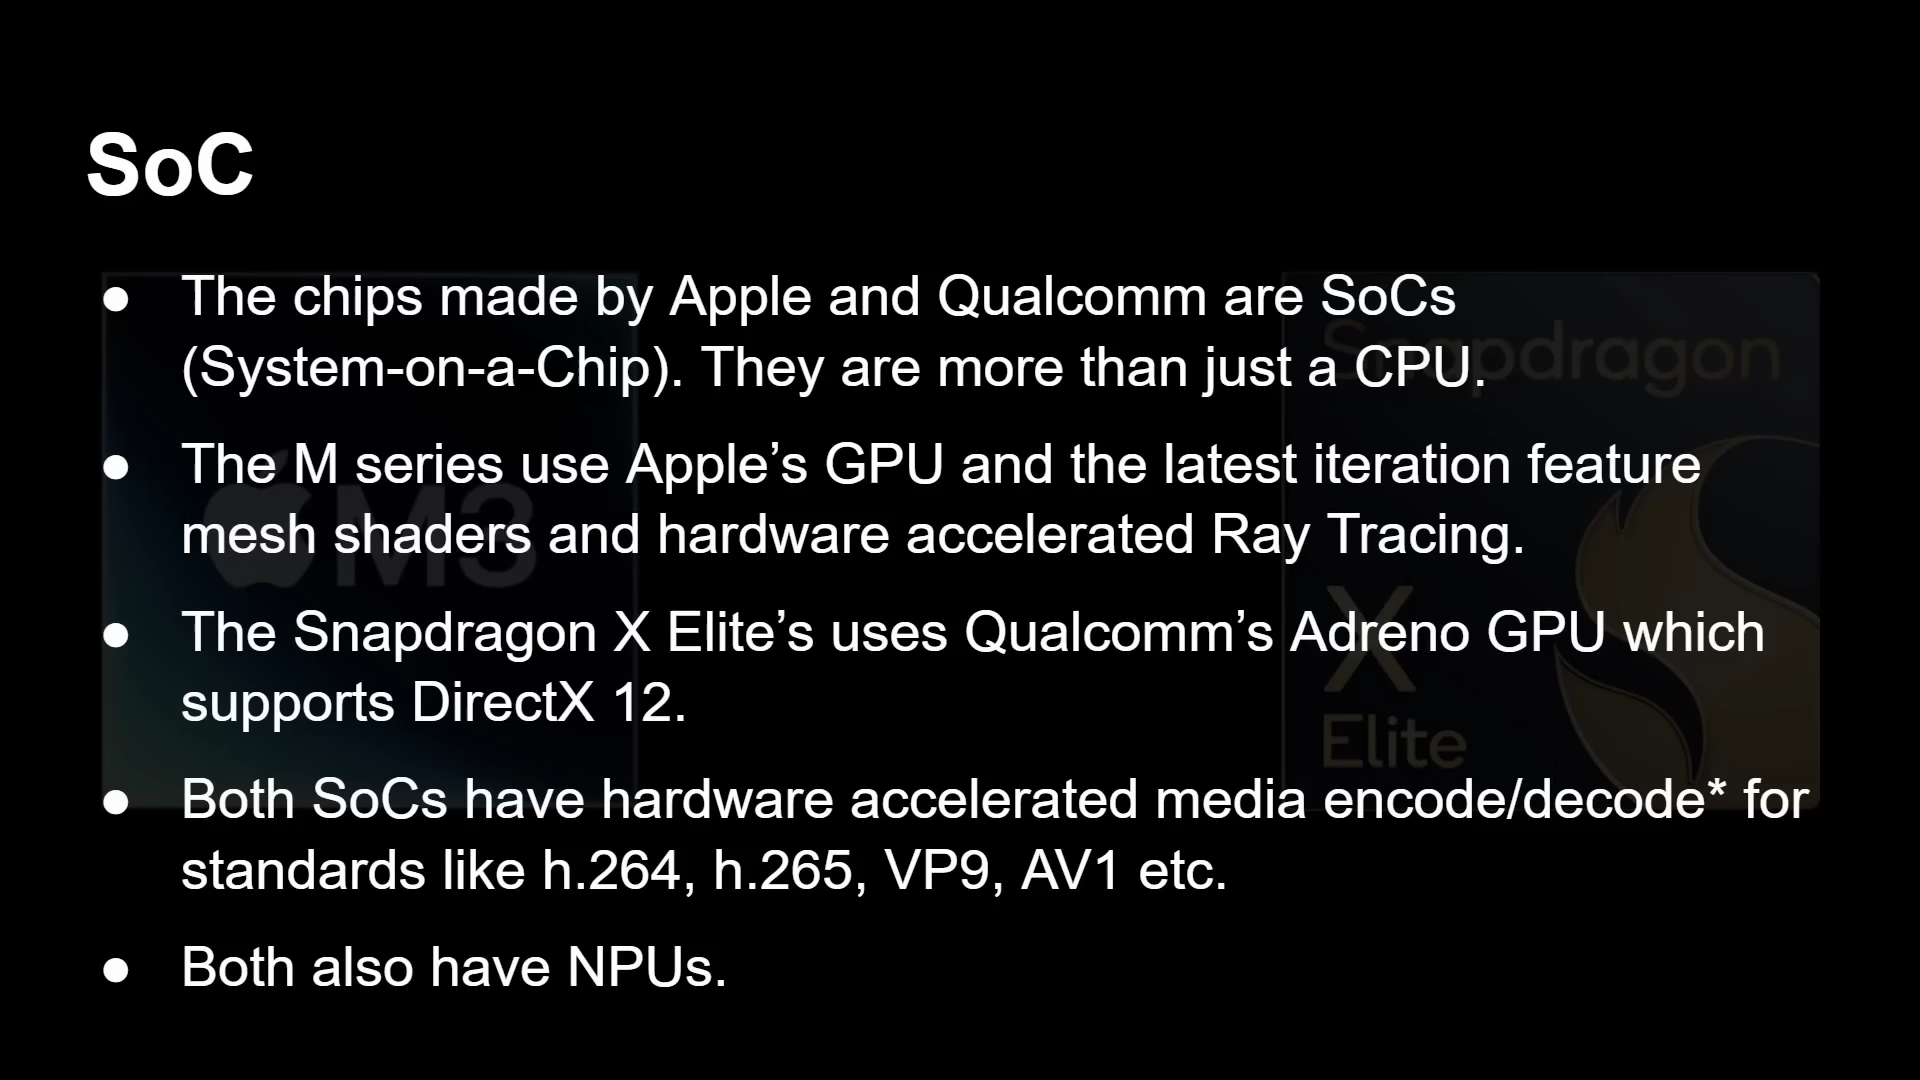 SoC
● The chips made by Apple and Qualcomm are SoCs
(System-on-a-Chip). They are more than just a CPU.
● The M series use Apple’s GPU and the latest iteration feature
mesh shaders and hardware accelerated Ray Tracing.
● The Snapdragon X Elite’s uses Qualcomm’s Adreno GPU which
supports DirectX 12.
● Both SoCs have hardware accelerated media encode/decode* for
standards like h.264, h.265, VP9, AV1 etc.
● Both also have NPUs.
M3
Snapdragon
X
Elite